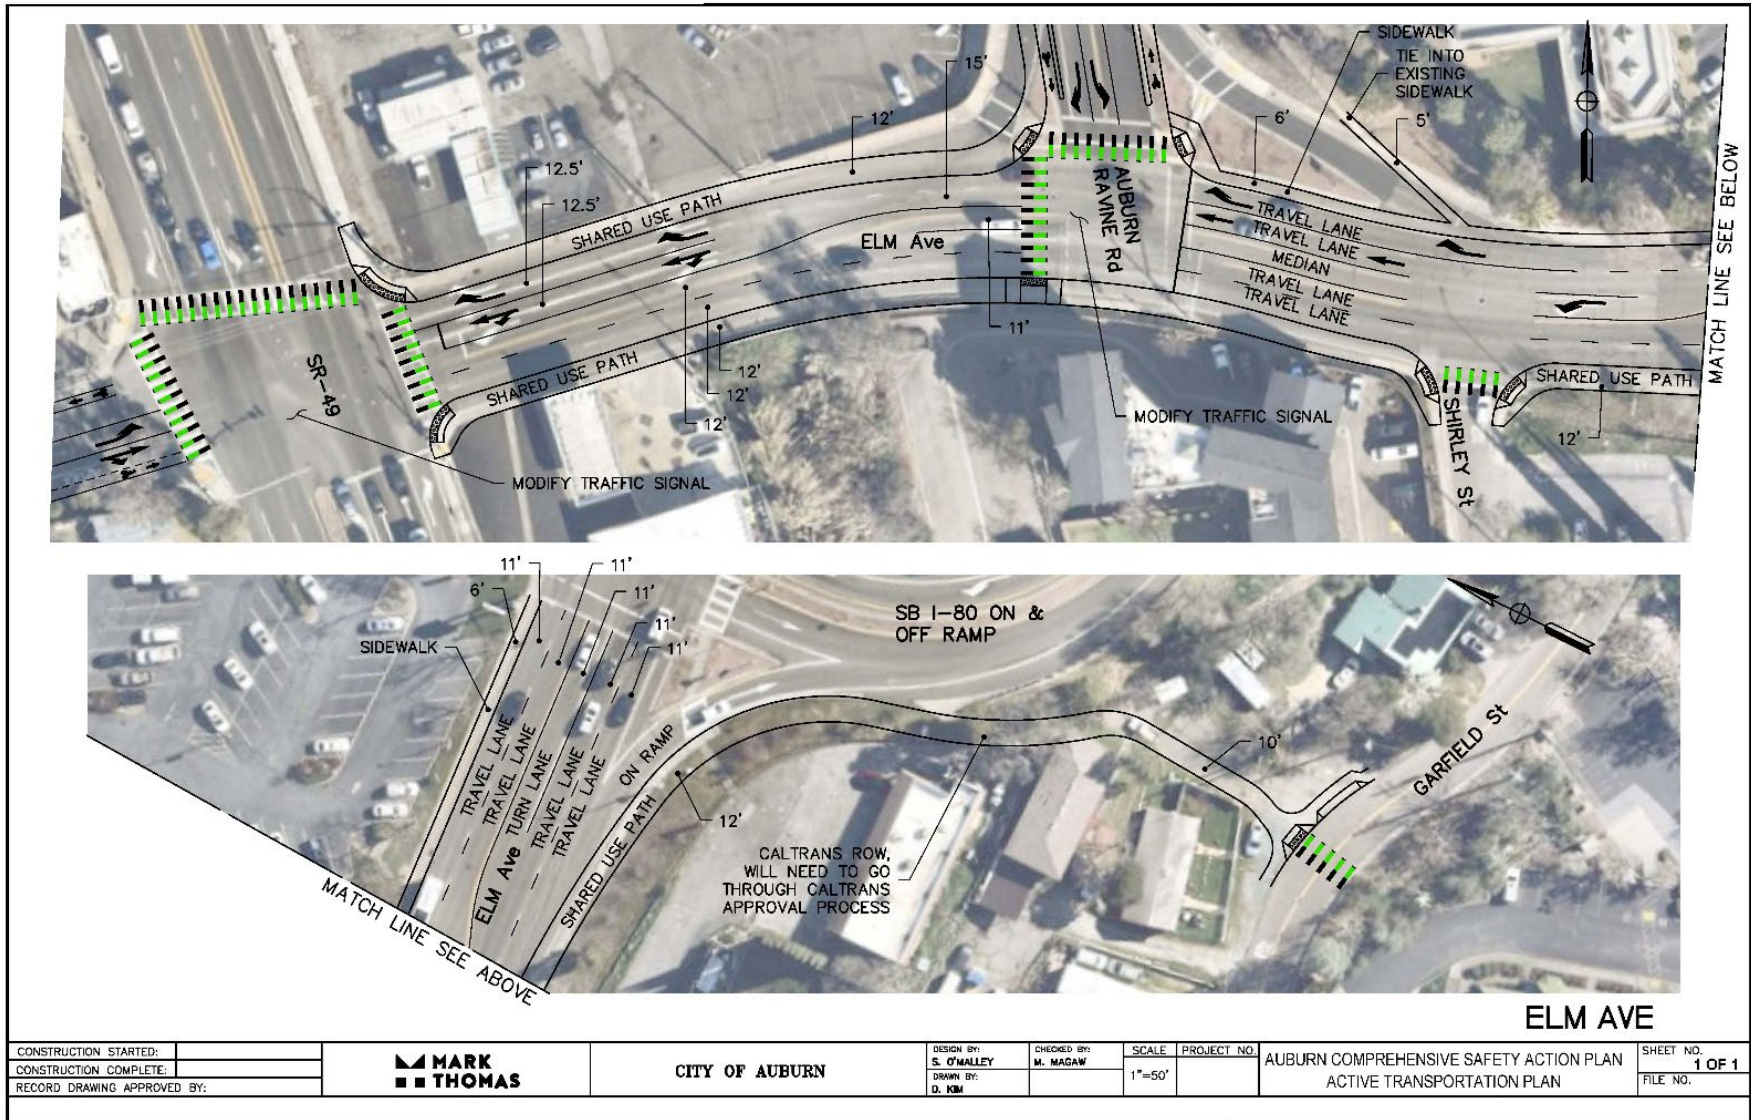 SIDEWALK
TIE INTO
EXISTING
SIDEWALK
15'
12'
6'
5'
12.5'
12.5'
SHARED USE PATH
ELM Ave
AUBURN
RAVINE Rd
TRAVEL LANE
TRAVEL LANE
MEDIAN
TRAVEL LANE
TRAVEL LANE
MATCH LINE SEE BELOW
SR-49
SHARED USE PATH
12'
12'
12'
11'
MODIFY TRAFFIC SIGNAL
MODIFY TRAFFIC SIGNAL
SHARED USE PATH
12'
SHIRLEY St
11'
6'
11'
11'
11'
11'
SIDEWALK
SB I-80 ON &
OFF RAMP
TRAVEL LANE
TRAVEL LANE
TURN LANE
TRAVEL LANE
TRAVEL LANE
ELM Ave
ON RAMP
SHARED USE PATH
12'
10'
GARFIELD St
CALTRANS ROW,
WILL NEED TO GO
THROUGH CALTRANS
APPROVAL PROCESS
MATCH LINE SEE ABOVE
ELM AVE
CONSTRUCTION STARTED:
CONSTRUCTION COMPLETE:
RECORD DRAWING APPROVED BY:
MARK
THOMAS
CITY OF AUBURN
DESIGN BY:
S. O'MALLEY
DRAWN BY:
D. KIM
CHECKED BY:
M. MAGAW
SCALE
1"=50'
PROJECT NO.
AUBURN COMPREHENSIVE SAFETY ACTION PLAN
ACTIVE TRANSPORTATION PLAN
SHEET NO.
1 OF 1
FILE NO.